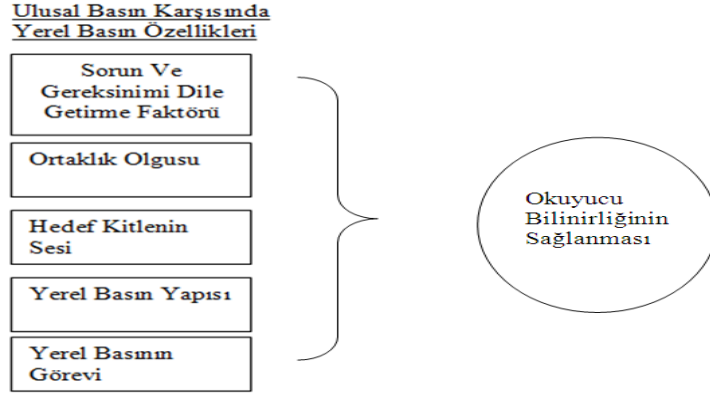 Ulusal Basın Karşısında
Yerel Basın Özellikleri
Sorun Ve
Gereksinimi Dile
Getirme Faktörü
Ortaklık Olgusu
Hedef Kitlenin
Sesi
Yerel Basın Yapısı
Yerel Basının
Görevi
Okuyucu
Bilinirliğinin
Sağlanması